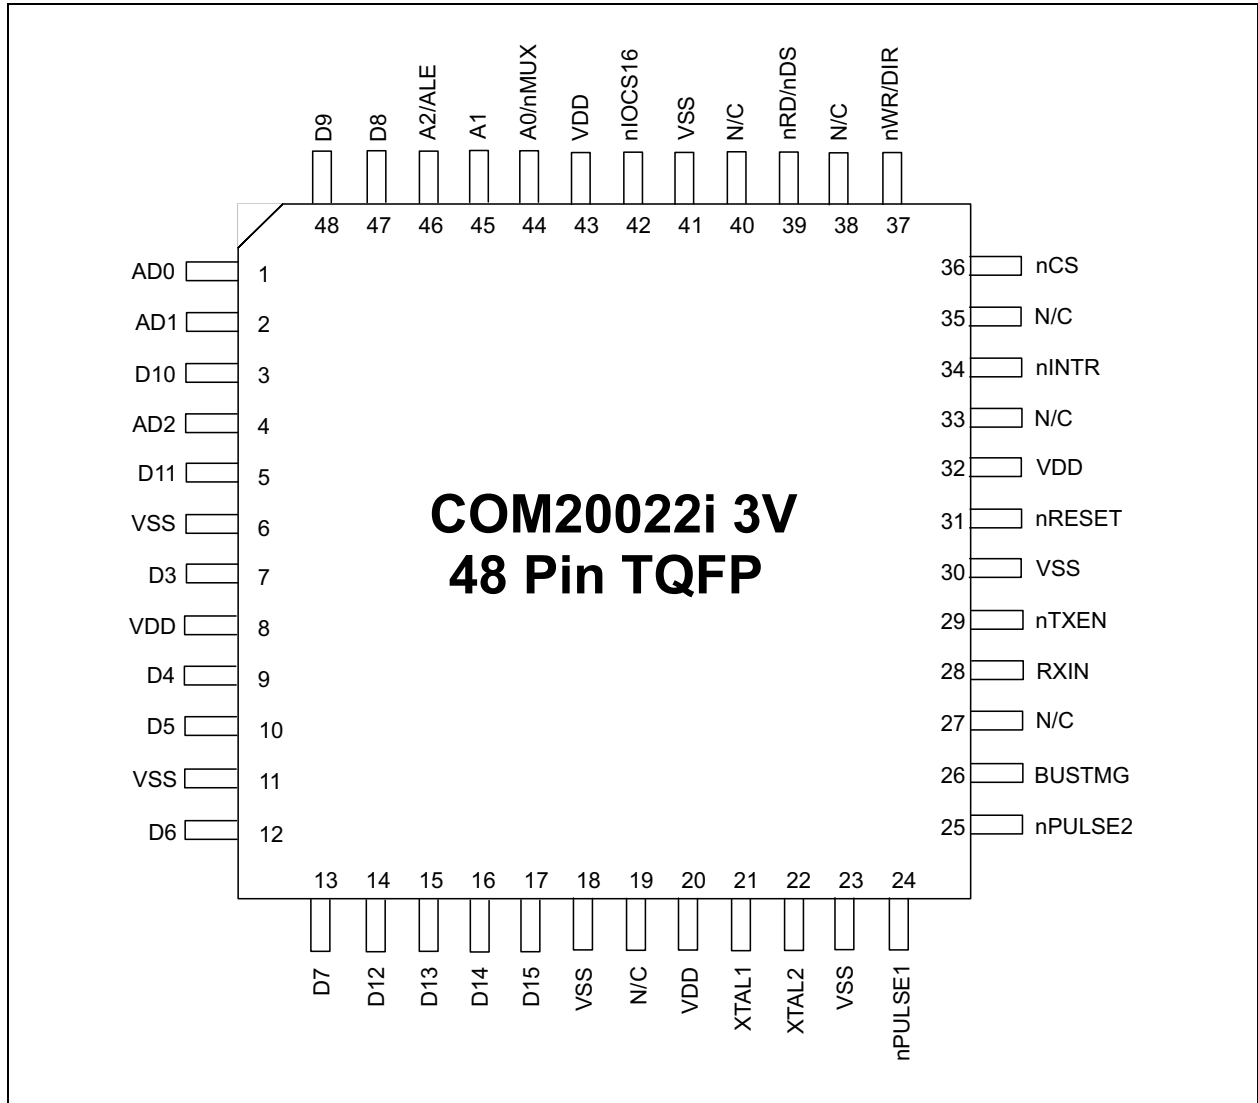 D9 D8 A2/ALE A1 A0/nMUX VDD nIOCS16 VSS N/C nRD/nDS N/C nWR/DIR
48 47 46 45 44 43 42 41 40 39 38 37
AD0 1
AD1 2
D10 3
AD2 4
D11 5
VSS 6
D3 7
VDD 8
D4 9
D5 10
VSS 11
D6 12
COM20022i 3V
48 Pin TQFP
36 nCS
35 N/C
34 nINTR
33 N/C
32 VDD
31 nRESET
30 VSS
29 nTXEN
28 RXIN
27 N/C
26 BUSTMG
25 nPULSE2
13 14 15 16 17 18 19 20 21 22 23 24
D7 D12 D13 D14 D15 VSS N/C VDD XTAL1 XTAL2 VSS nPULSE1